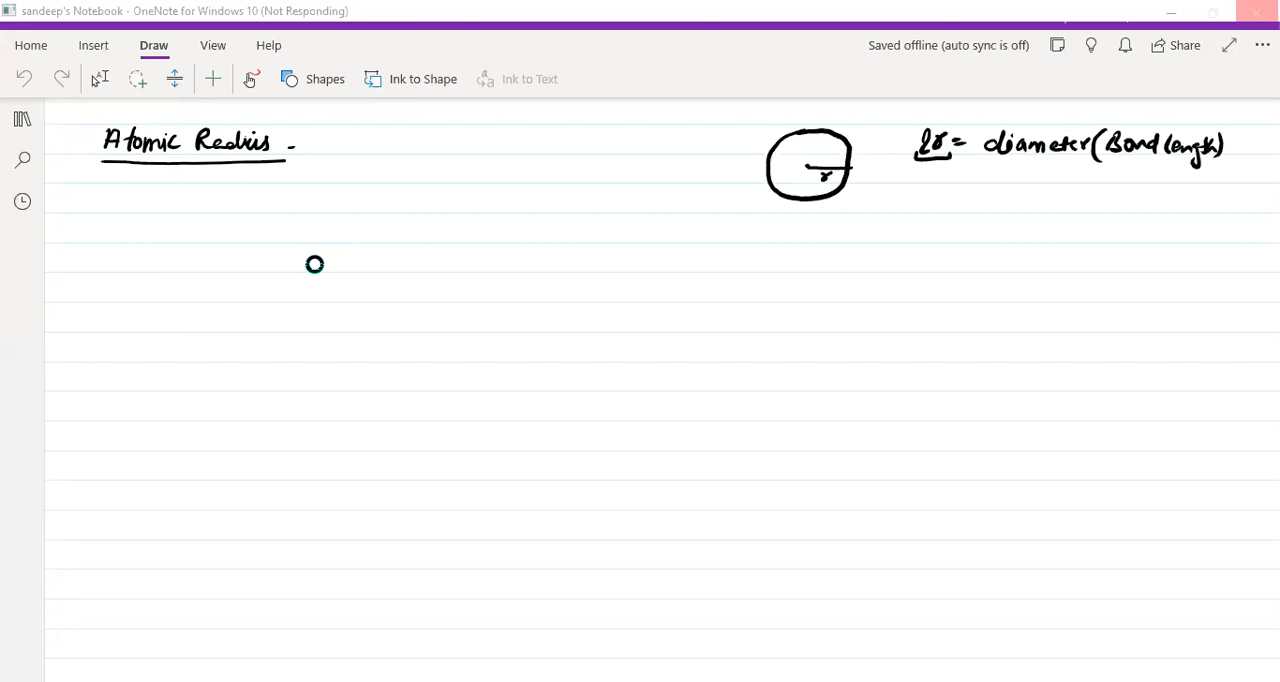 sandeep's Notebook - OneNote for Windows 10 (Not Responding)
Home Insert Draw View Help Saved offline (auto sync is off) Share
Shapes Ink to Shape Ink to Text
Atomic Radius -
r
2r = diameter (Bond length)